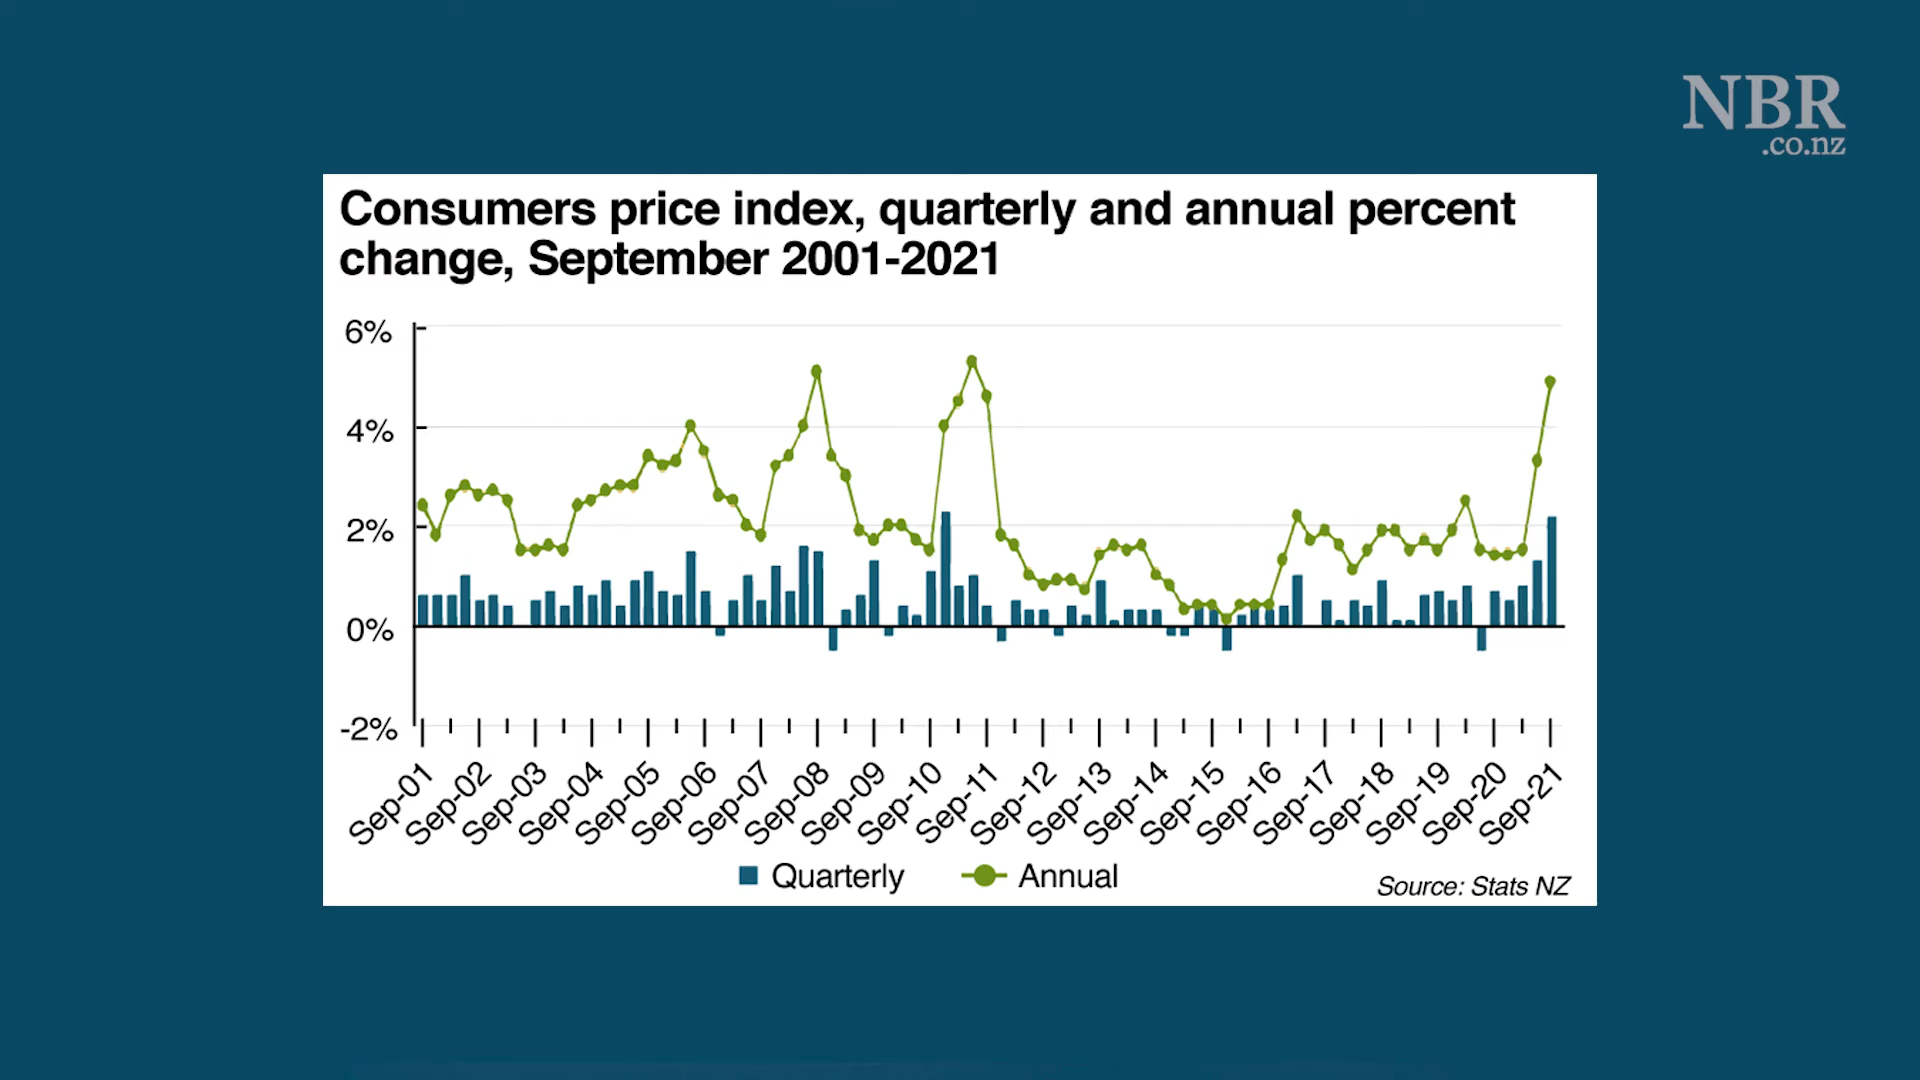 NBR
.co.nz
Consumers price index, quarterly and annual percent
change, September 2001-2021
6%
4%
2%
0%
-2%
Sep-01
Sep-02
Sep-03
Sep-04
Sep-05
Sep-06
Sep-07
Sep-08
Sep-09
Sep-10
Sep-11
Sep-12
Sep-13
Sep-14
Sep-15
Sep-16
Sep-17
Sep-18
Sep-19
Sep-20
Sep-21
Quarterly
Annual
Source: Stats NZ